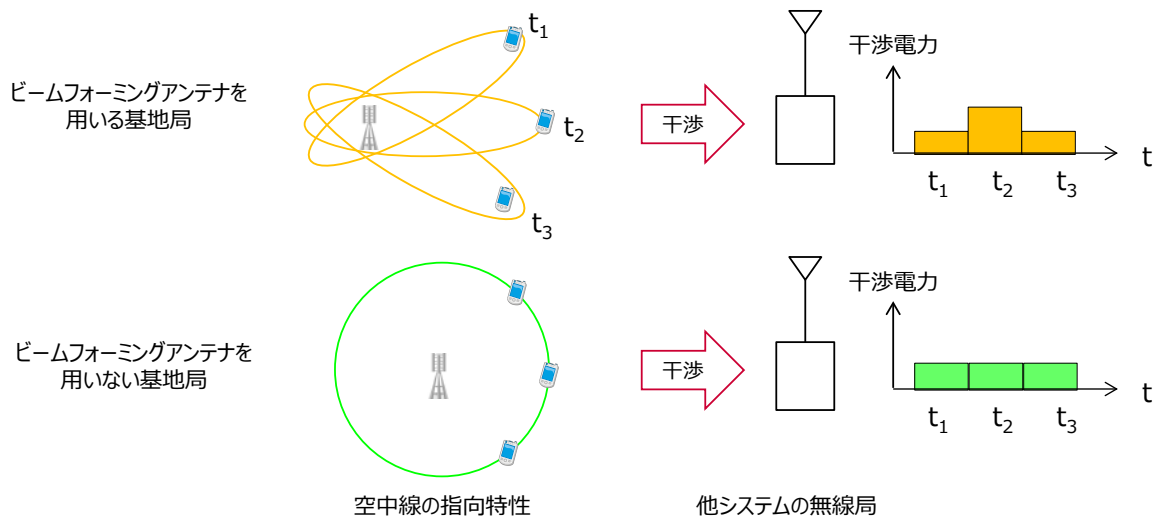 ビームフォーミングアンテナを
用いる基地局
t1
t2
t3
干渉
干渉電力
t
t1
t2
t3
ビームフォーミングアンテナを
用いない基地局
干渉
干渉電力
t
t1
t2
t3
空中線の指向特性
他システムの無線局